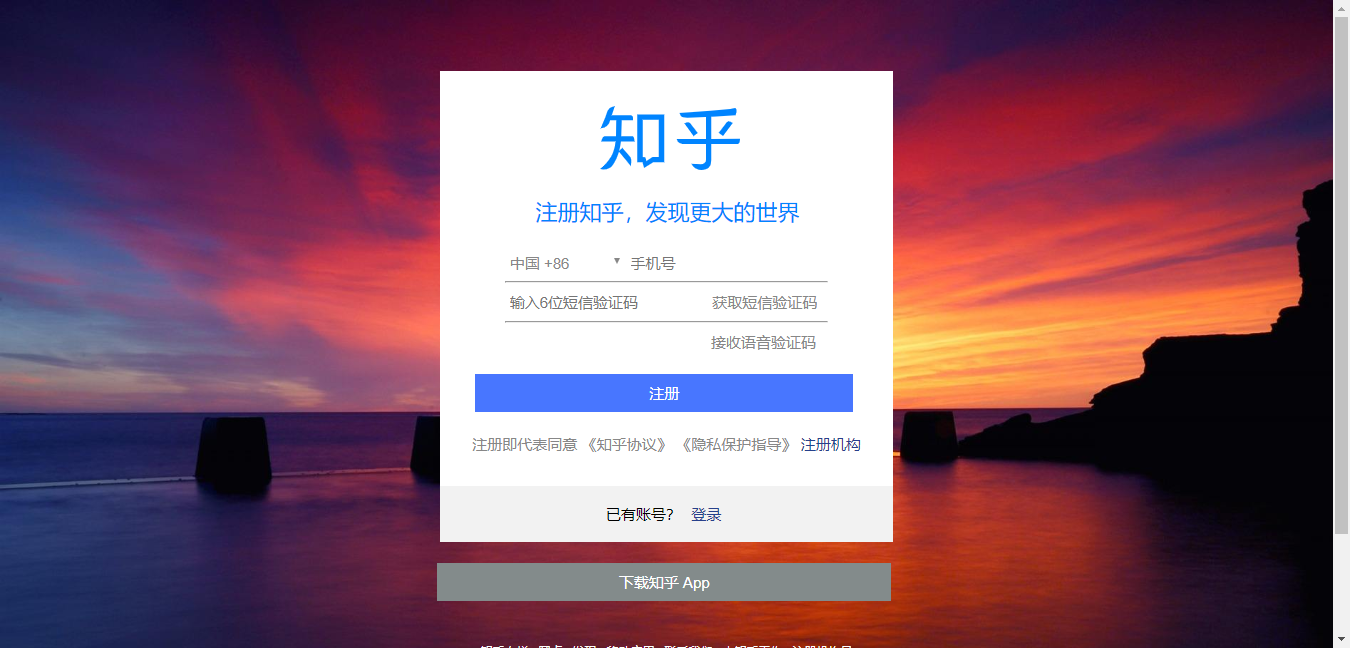 知乎
注册知乎，发现更大的世界
中国 +86 手机号
输入6位短信验证码 获取短信验证码
接收语音验证码
注册
注册即代表同意《知乎协议》《隐私保护指导》 注册机构
已有账号？ 登录
下载知乎 App